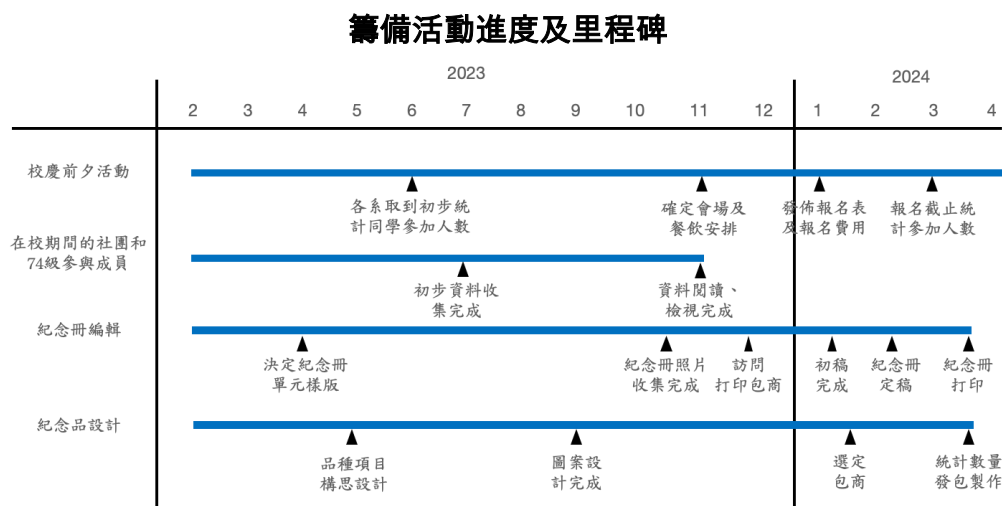 籌備活動進度及里程碑
2023 2024
2 3 4 5 6 7 8 9 10 11 12 1 2 3 4
校慶前夕活動
各系取到初步統
計同學參加人數
確定會場及
餐飲安排
發佈報名表
及報名費用
報名截止統
計參加人數
在校期間的社團和
74級參與成員
初步資料收
集完成
資料閱讀、
檢視完成
紀念冊編輯
決定紀念冊
單元樣版
紀念冊照片
收集完成
訪問
打印包商
初稿
完成
紀念冊
定稿
紀念冊
打印
紀念品設計
品種項目
構思設計
圖案設
計完成
選定
包商
統計數量
發包製作